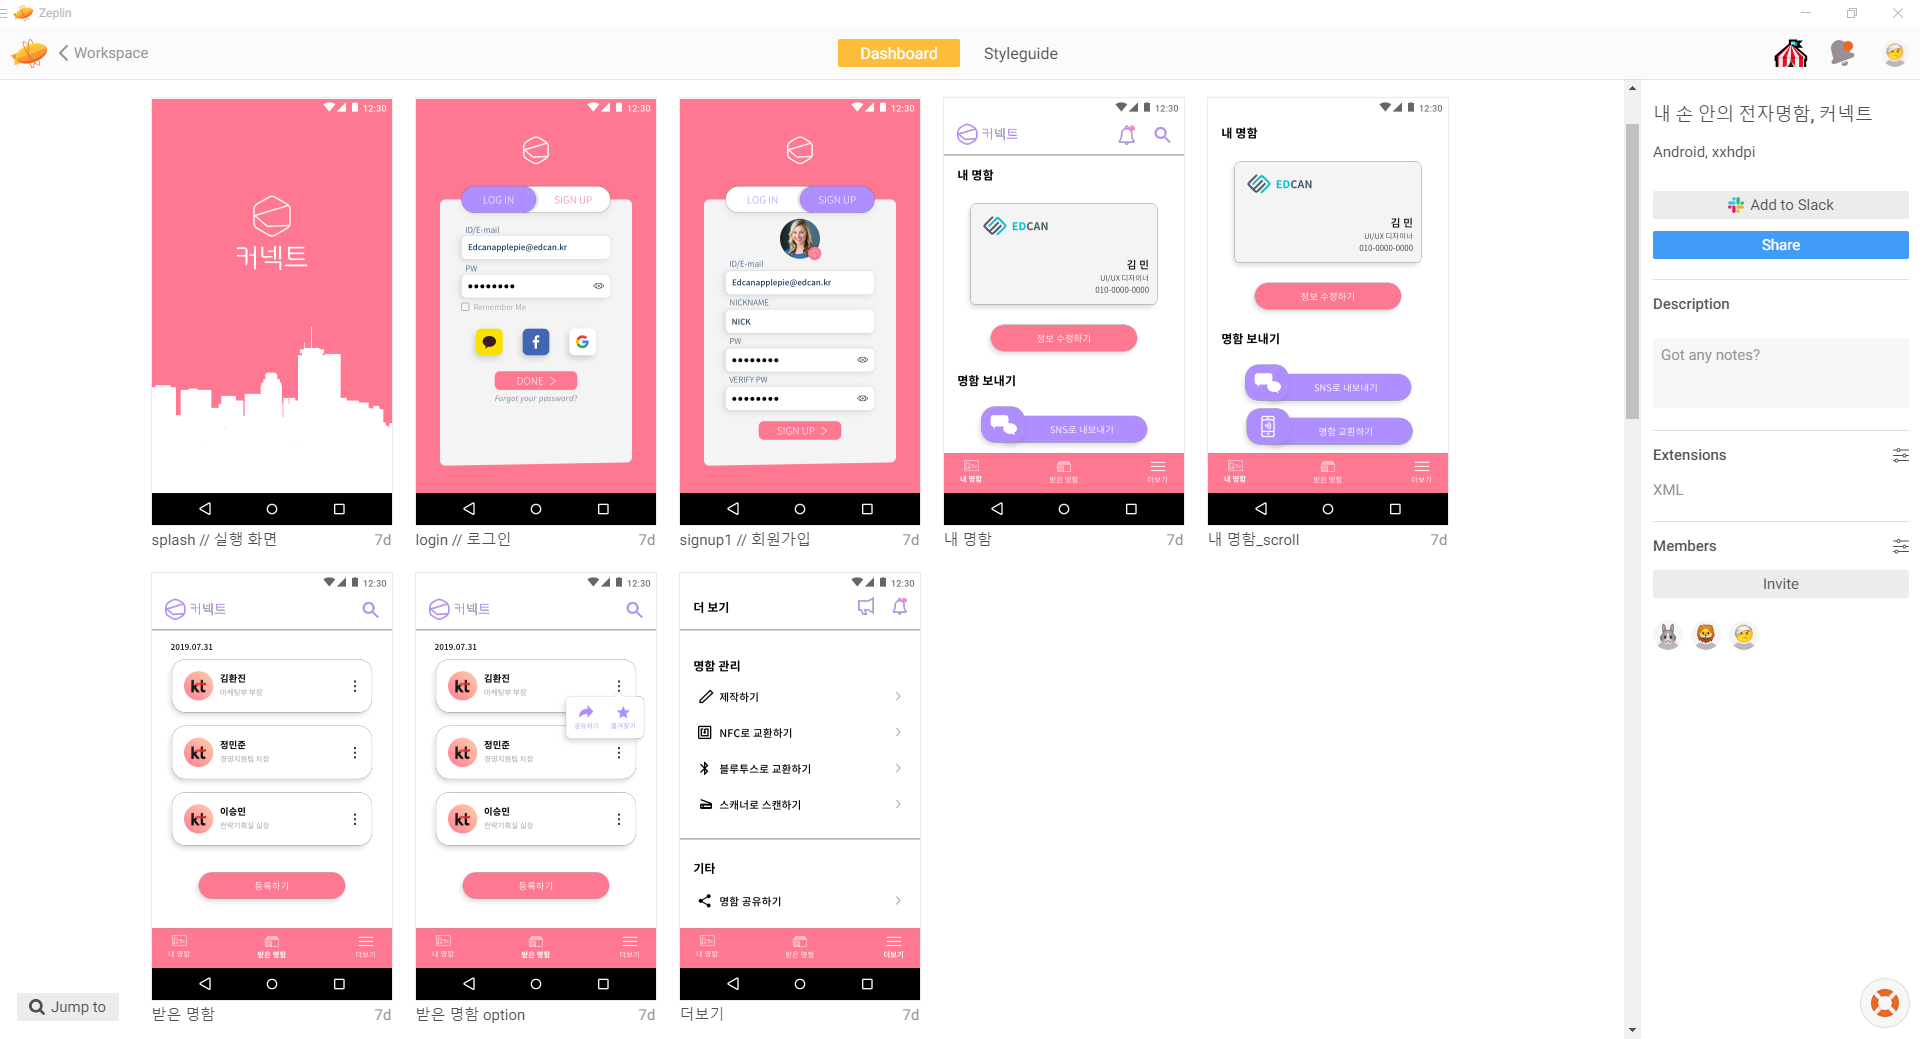 Zeplin
Workspace
Dashboard
Styleguide
12:30
커넥트
splash // 실행 화면
7d
12:30
LOG IN
SIGN UP
ID/E-mail
Edcanapplepie@edcan.kr
PW
Remember Me
DONE
Forgot your password?
login // 로그인
7d
12:30
LOG IN
SIGN UP
ID/E-mail
Edcanapplepie@edcan.kr
NICKNAME
NICK
PW
VERIFY PW
SIGN UP
signup1 // 회원가입
7d
12:30
커넥트
내 명함
EDCAN
김 민
UI/UX 디자이너
010-0000-0000
정보 수정하기
명함 보내기
SNS로 내보내기
내 명함
받은 명함
더보기
내 명함
7d
12:30
내 명함
EDCAN
김 민
UI/UX 디자이너
010-0000-0000
정보 수정하기
명함 보내기
SNS로 내보내기
명함 교환하기
내 명함
받은 명함
더보기
내 명함_scroll
7d
12:30
커넥트
2019.07.31
kt
김환진
마케팅부 부장
kt
정민준
경영지원팀 차장
kt
이승민
전략기획실 실장
등록하기
내 명함
받은 명함
더보기
받은 명함
7d
12:30
커넥트
2019.07.31
kt
김환진
마케팅부 부장
공유하기
즐겨찾기
kt
정민준
경영지원팀 차장
kt
이승민
전략기획실 실장
등록하기
내 명함
받은 명함
더보기
받은 명함 option
7d
12:30
더 보기
명함 관리
제작하기
NFC로 교환하기
블루투스로 교환하기
스캐너로 스캔하기
기타
명함 공유하기
내 명함
받은 명함
더보기
더보기
7d
Jump to
내 손 안의 전자명함, 커넥트
Android, xxhdpi
Add to Slack
Share
Description
Got any notes?
Extensions
XML
Members
Invite